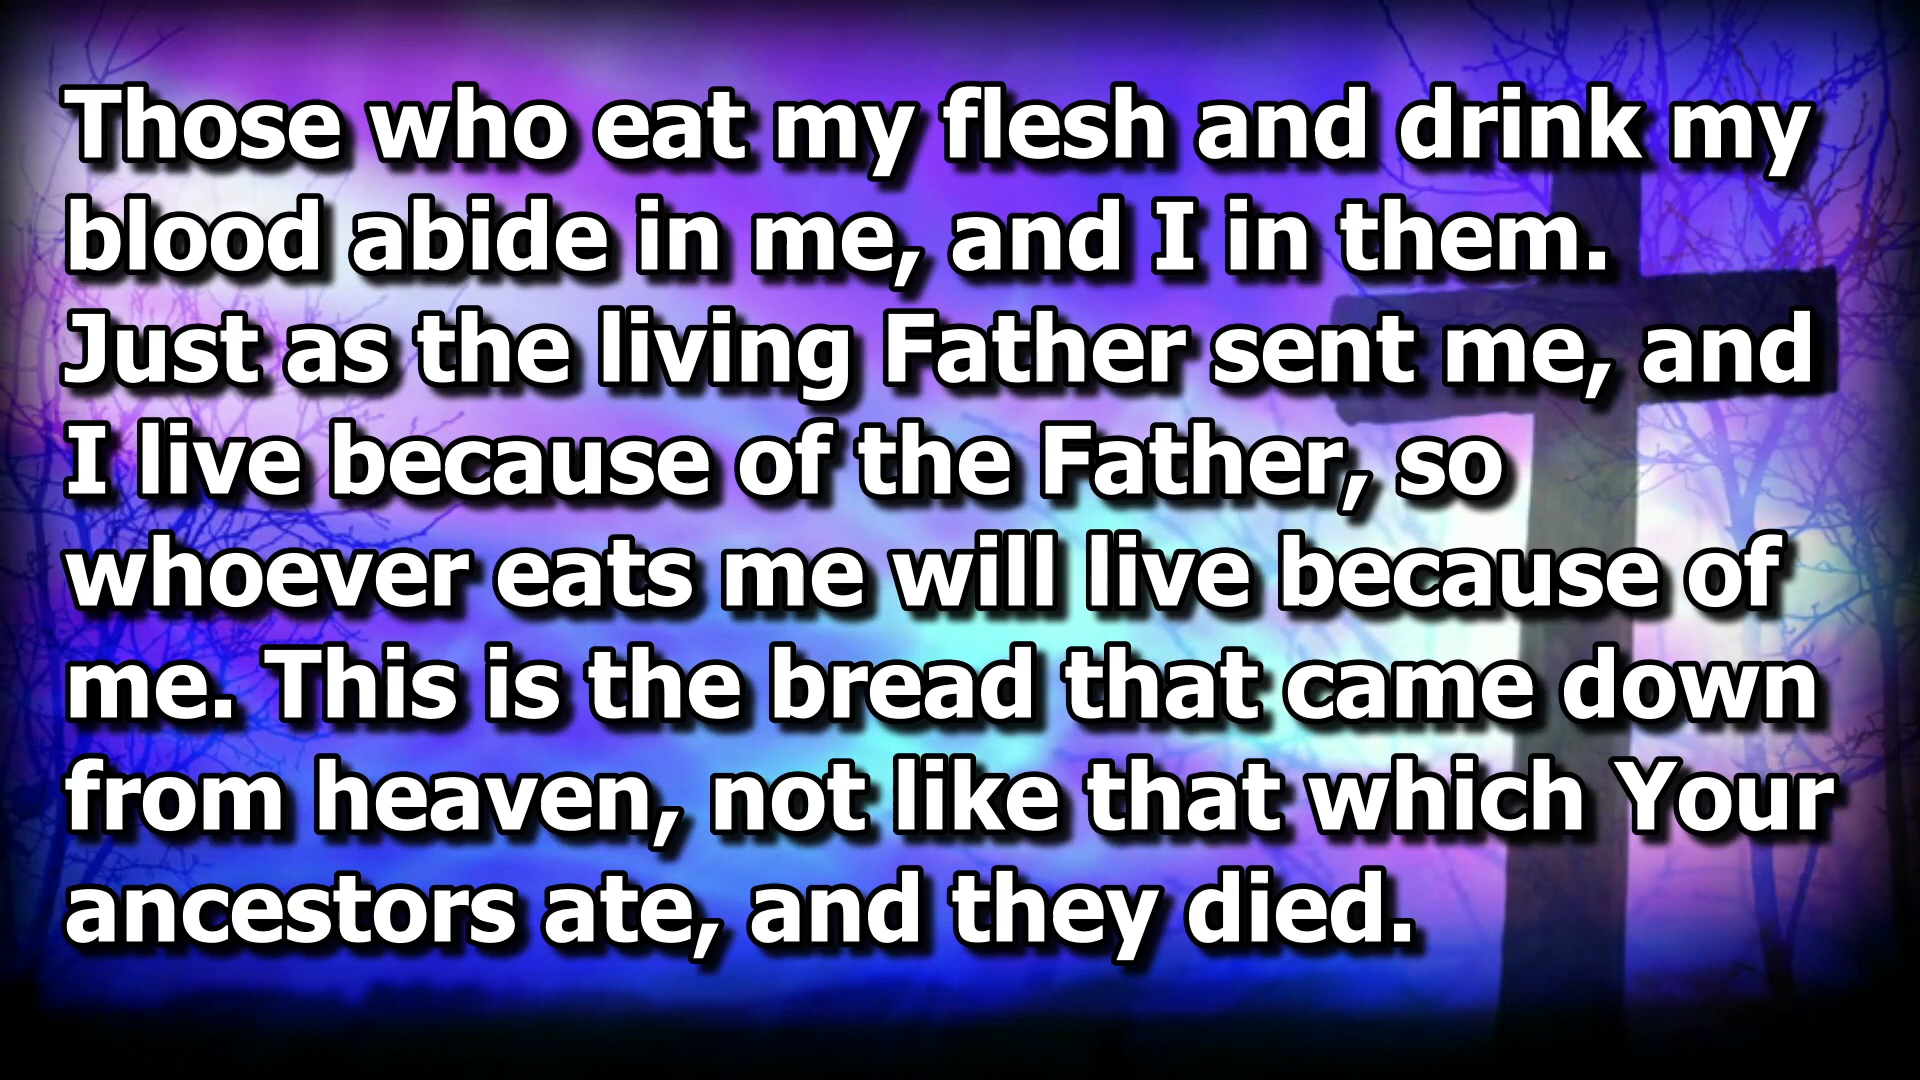 Those who eat my flesh and drink my
blood abide in me, and I in them.
Just as the living Father sent me, and
I live because of the Father, so
whoever eats me will live because of
me. This is the bread that came down
from heaven, not like that which Your
ancestors ate, and they died.